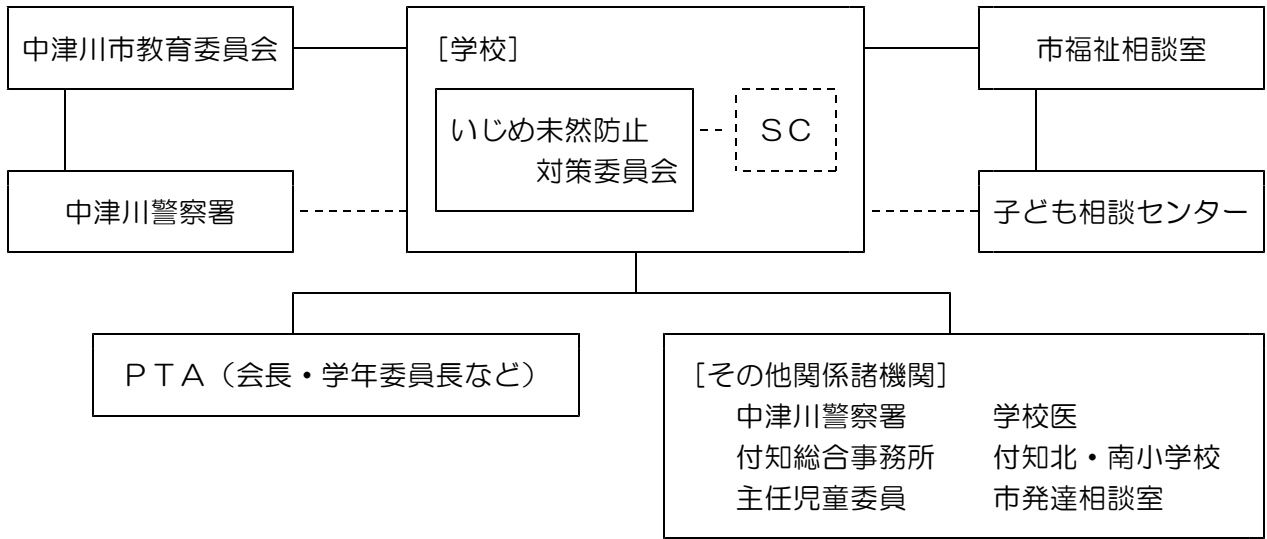 中津川市教育委員会
［学校］
市福祉相談室
いじめ未然防止
対策委員会
ＳＣ
中津川警察署
子ども相談センター
ＰＴＡ（会長・学年委員長など）
［その他関係諸機関］
中津川警察署　　学校医
付知総合事務所　　付知北・南小学校
主任児童委員　　市発達相談室